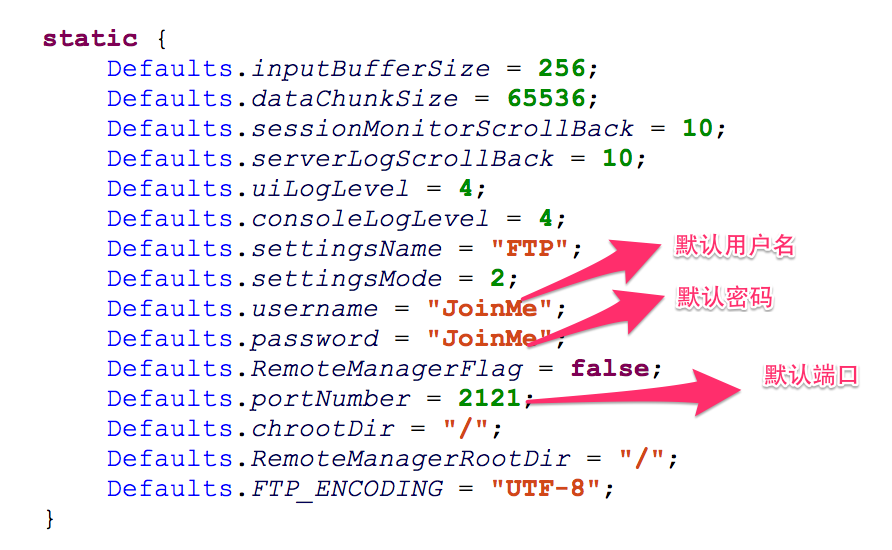 static {
Defaults.inputBufferSize = 256;
Defaults.dataChunkSize = 65536;
Defaults.sessionMonitorScrollBack = 10;
Defaults.serverLogScrollBack = 10;
Defaults.uiLogLevel = 4;
Defaults.consoleLogLevel = 4;
Defaults.settingsName = "FTP";
默认用户名
Defaults.settingsMode = 2;
默认密码
Defaults.username = "JoinMe";
Defaults.password = "JoinMe";
Defaults.RemoteManagerFlag = false;
默认端口
Defaults.portNumber = 2121;
Defaults.chrootDir = "/";
Defaults.RemoteManagerRootDir = "/";
Defaults.FTP_ENCODING = "UTF-8";
}